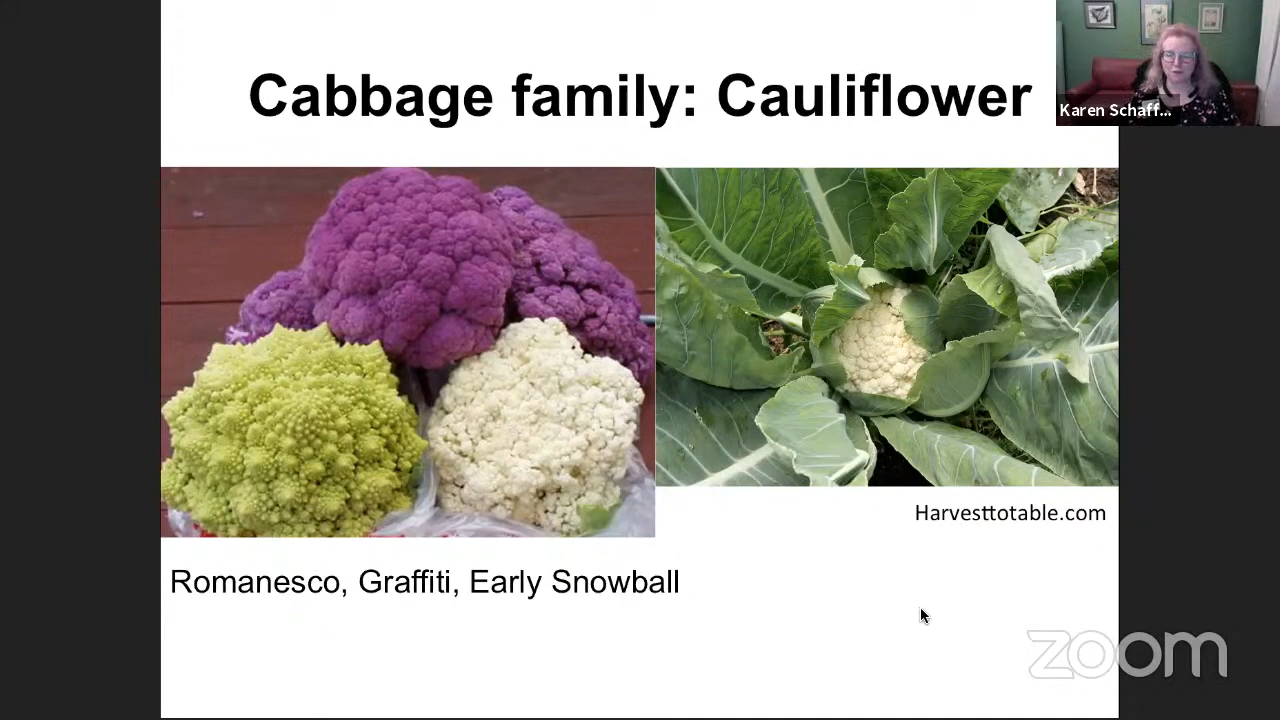 Cabbage family: Cauliflower
Karen Schaff...
Harvesttotable.com
Romanesco, Graffiti, Early Snowball
zoom